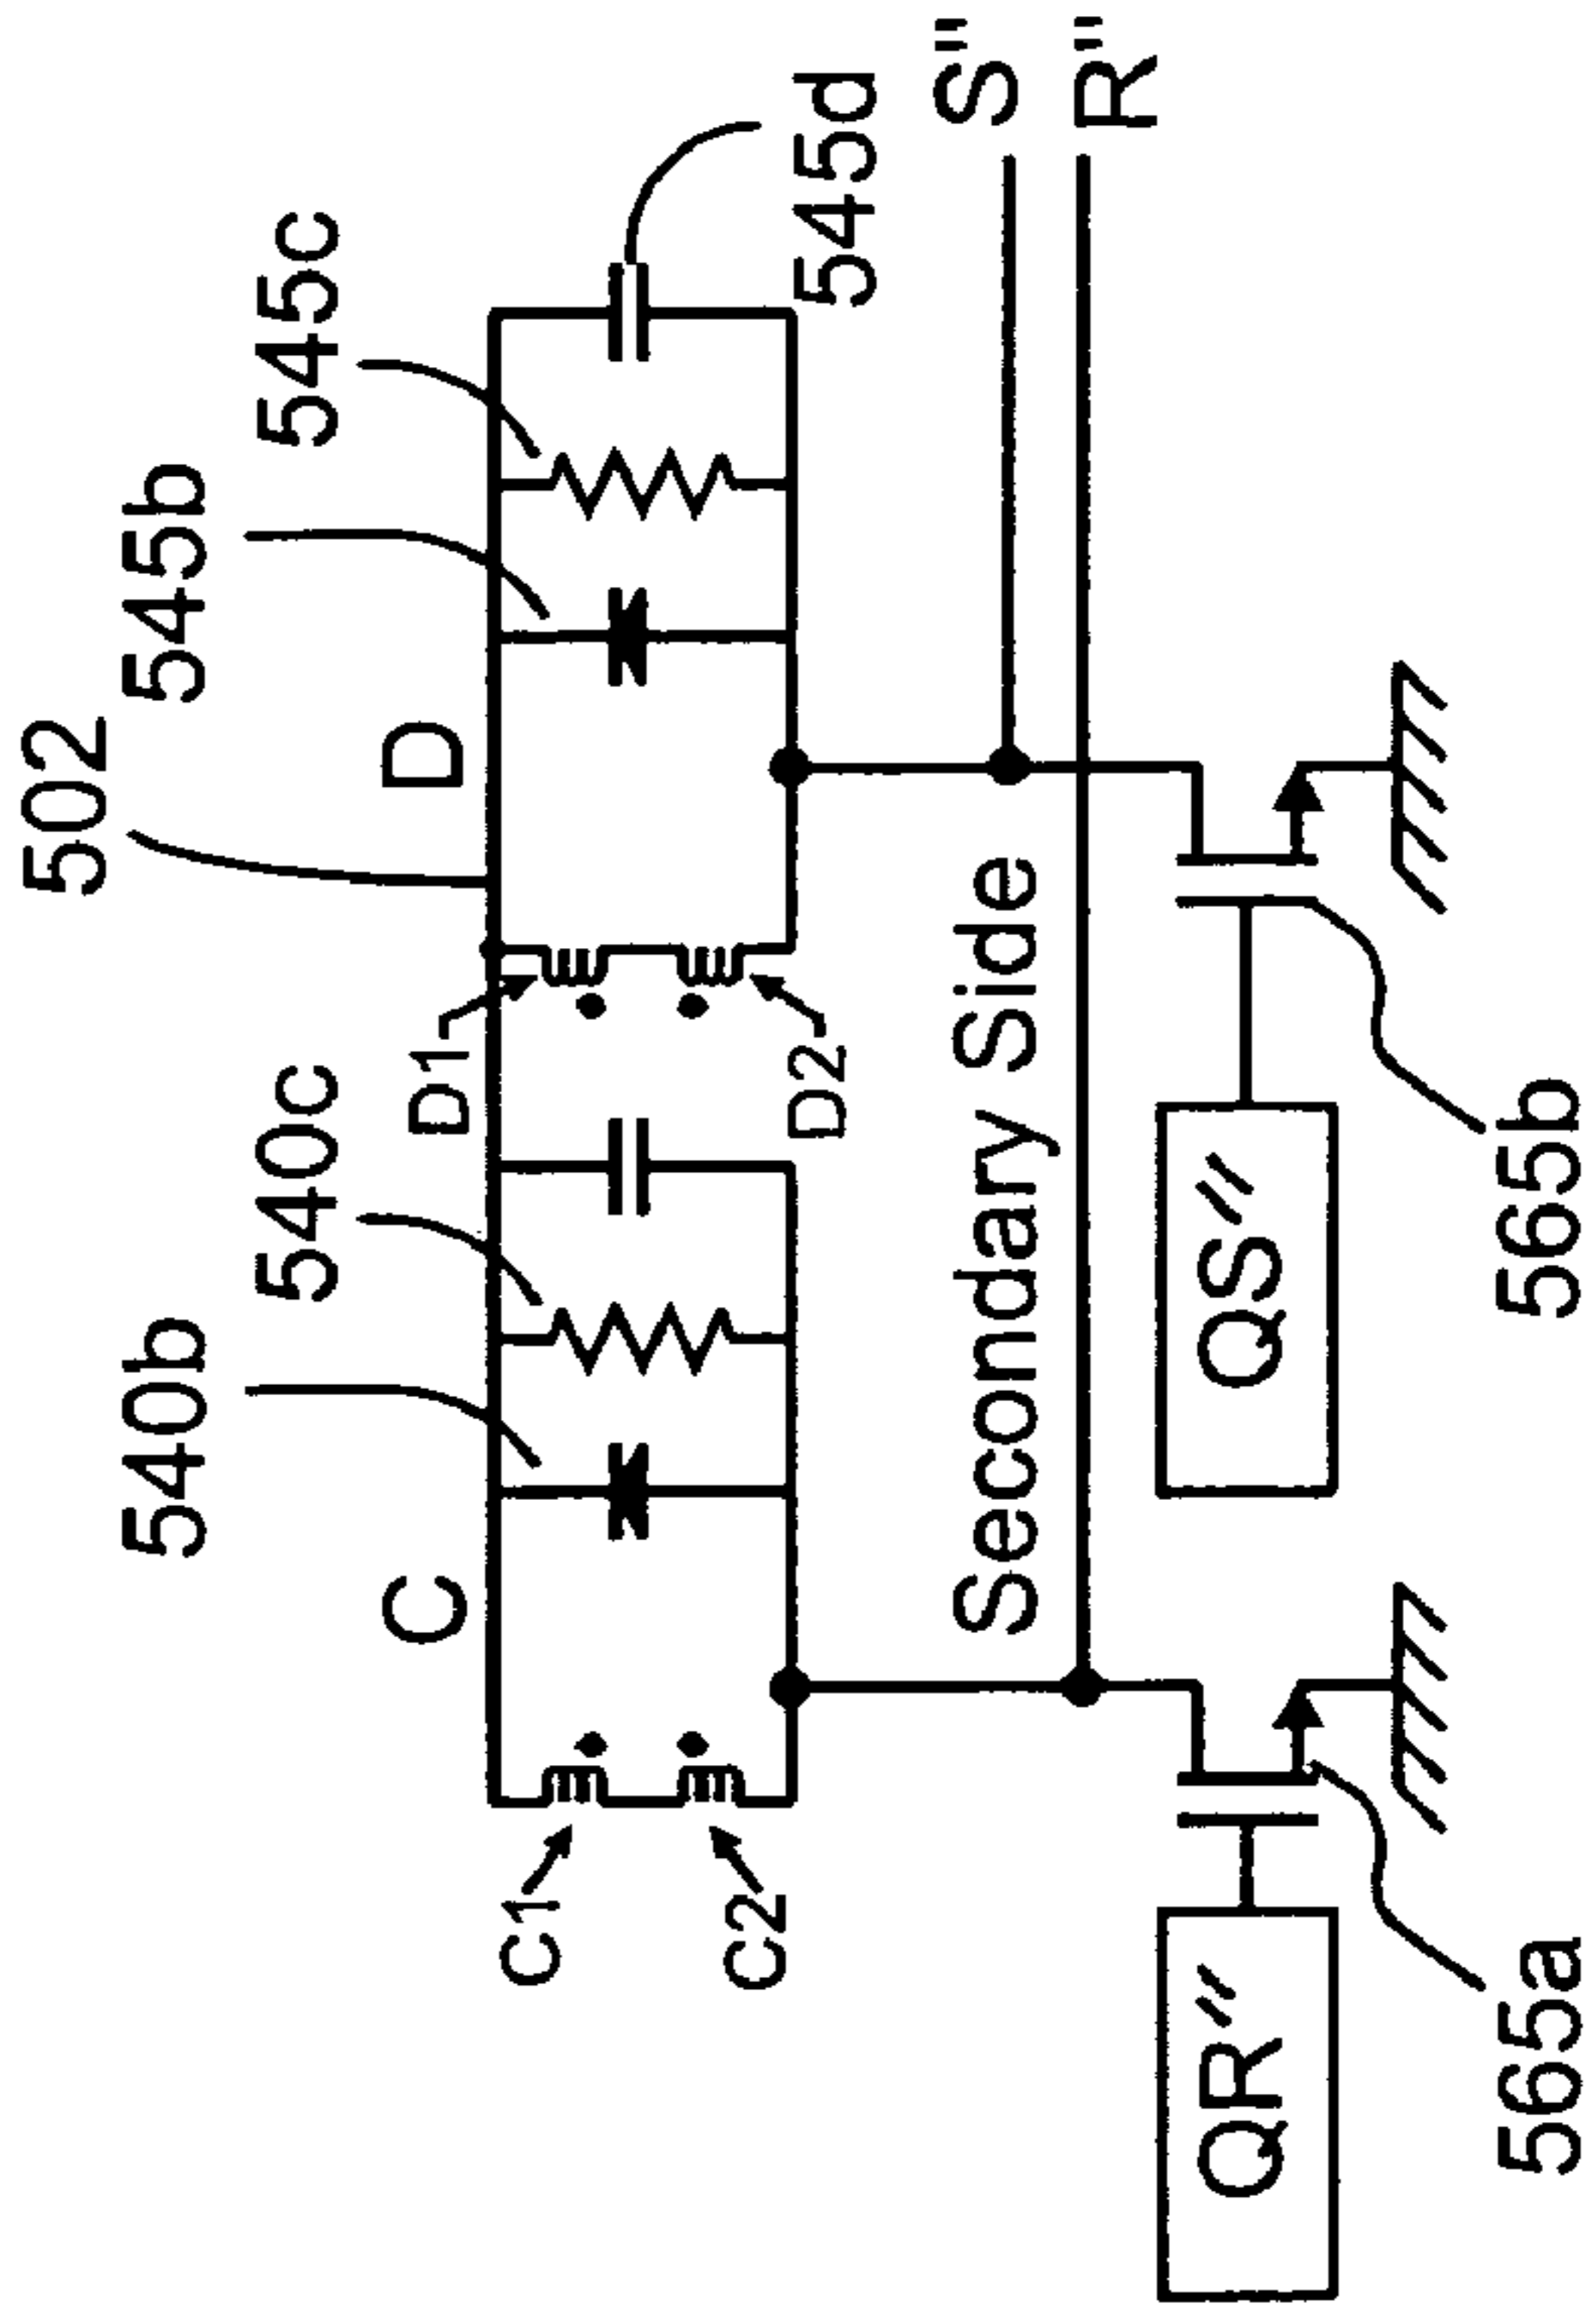 502
545b
545c
545d
540b
540c
C
D
D1
D2
C1
C2
S"
R"
Secondary Side
QR"
QS"
565a
565b